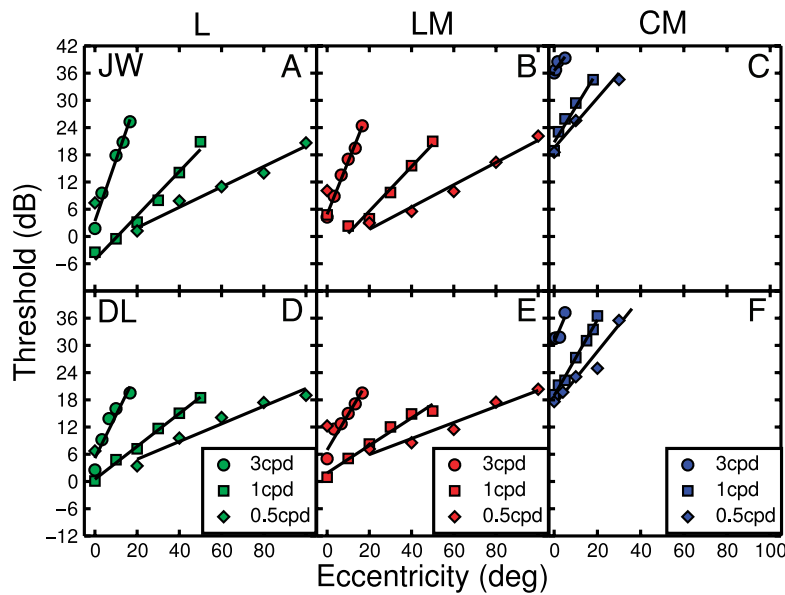 L LM CM
42
36
30
24
18
12
6
0
−6
JW A B C
Threshold (dB)
36
30
24
18
12
6
0
−6
−12
DL D E F
3cpd 3cpd 3cpd
1cpd 1cpd 1cpd
0.5cpd 0.5cpd 0.5cpd
0 20 40 60 80 0 20 40 60 80 0 20 40 60 80 100
Eccentricity (deg)